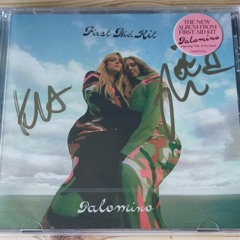 First Aid Kit
THE NEW
ALBUM FROM
FIRST AID KIT
Palomino
Palomino